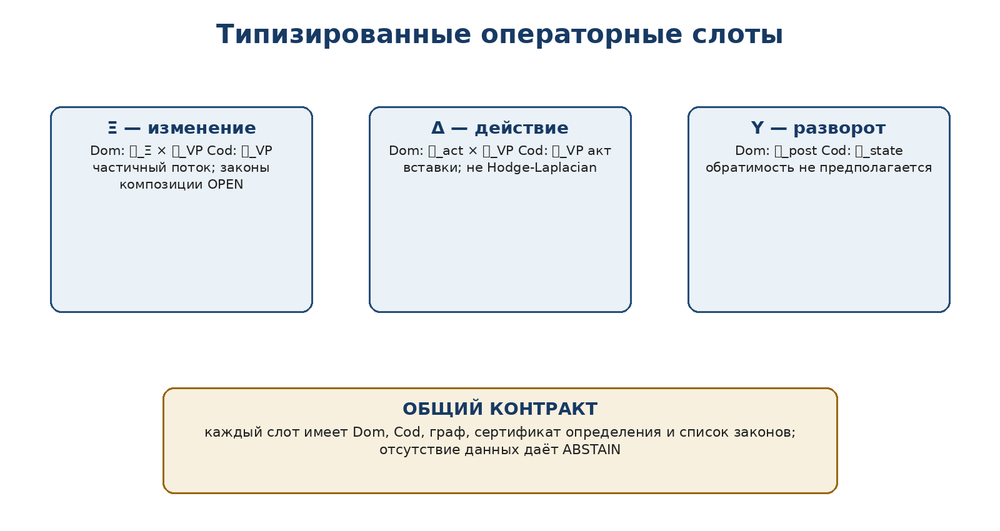 Типизированные операторные слоты
Ξ — изменение
Dom: ▯_Ξ × ▯_VP Cod: ▯_VP
частичный поток; законы
композиции OPEN
Δ — действие
Dom: ▯_act × ▯_VP Cod: ▯_VP акт
вставки; не Hodge-Laplacian
Υ — разворот
Dom: ▯_post Cod: ▯_state
обратимость не предполагается
ОБЩИЙ КОНТРАКТ
каждый слот имеет Dom, Cod, граф, сертификат определения и список законов;
отсутствие данных даёт ABSTAIN